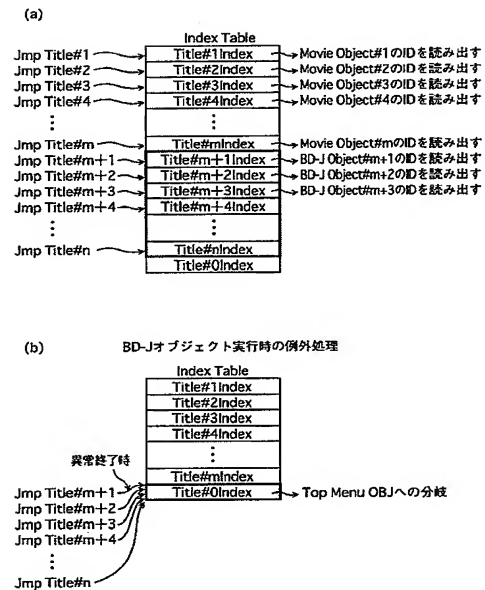 (a)
Index Table
Jmp Title#1 Title#1Index Movie Object#1のIDを読み出す
Jmp Title#2 Title#2Index Movie Object#2のIDを読み出す
Jmp Title#3 Title#3Index Movie Object#3のIDを読み出す
Jmp Title#4 Title#4Index Movie Object#4のIDを読み出す
Jmp Title#m Title#mIndex Movie Object#mのIDを読み出す
Jmp Title#m+1 Title#m+1Index BD-J Object#m+1のIDを読み出す
Jmp Title#m+2 Title#m+2Index BD-J Object#m+2のIDを読み出す
Jmp Title#m+3 Title#m+3Index BD-J Object#m+3のIDを読み出す
Jmp Title#m+4 Title#m+4Index
Jmp Title#n Title#nIndex
Title#0Index
(b) BD-Jオブジェクト実行時の例外処理
Index Table
Title#1Index
Title#2Index
Title#3Index
Title#4Index
異常終了時
Title#mIndex
Jmp Title#m+1 Title#0Index Top Menu OBJへの分岐
Jmp Title#m+2
Jmp Title#m+3
Jmp Title#m+4
Jmp Title#n